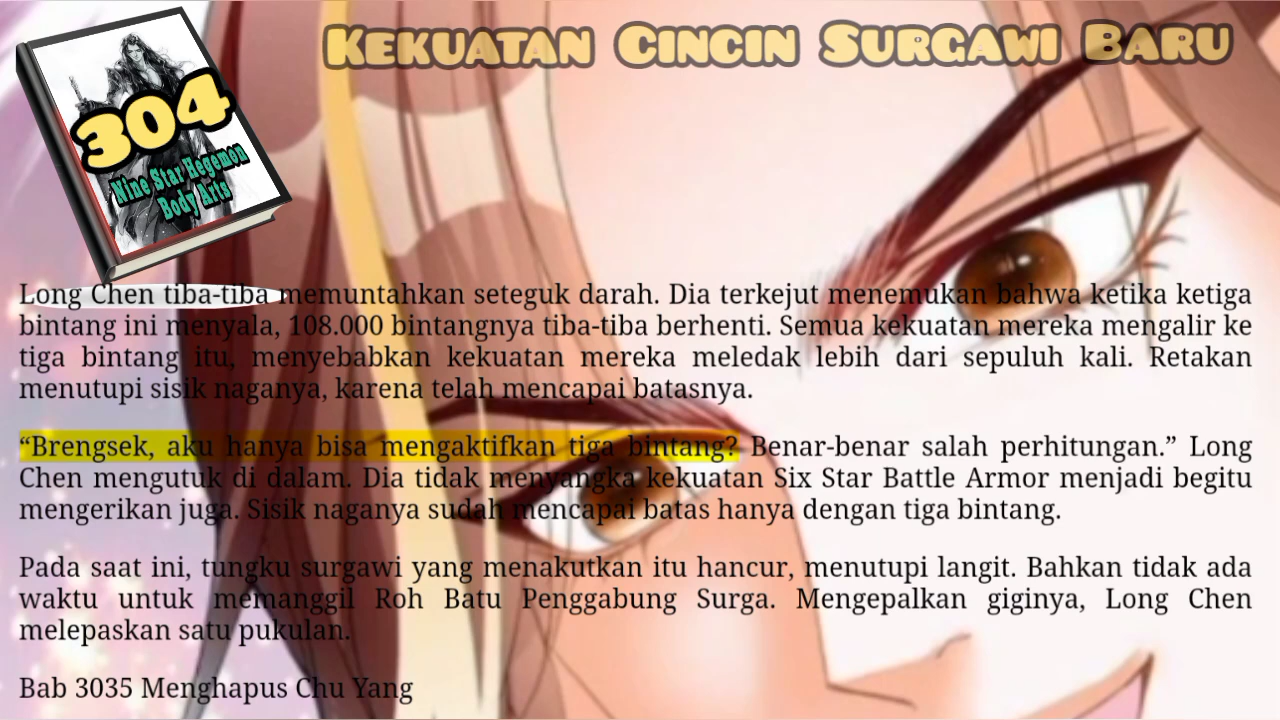 Kekuatan Cincin Surgawi Baru
304
Nine Star Hegemon
Body Arts
Long Chen tiba-tiba memuntahkan seteguk darah. Dia terkejut menemukan bahwa ketika ketiga
bintang ini menyala, 108.000 bintangnya tiba-tiba berhenti. Semua kekuatan mereka mengalir ke
tiga bintang itu, menyebabkan kekuatan mereka meledak lebih dari sepuluh kali. Retakan
menutupi sisik naganya, karena telah mencapai batasnya.
“Brengsek, aku hanya bisa mengaktifkan tiga bintang? Benar-benar salah perhitungan.” Long
Chen mengutuk di dalam. Dia tidak menyangka kekuatan Six Star Battle Armor menjadi begitu
mengerikan juga. Sisik naganya sudah mencapai batas hanya dengan tiga bintang.
Pada saat ini, tungku surgawi yang menakutkan itu hancur, menutupi langit. Bahkan tidak ada
waktu untuk memanggil Roh Batu Penggabung Surga. Mengepalkan giginya, Long Chen
melepaskan satu pukulan.
Bab 3035 Menghapus Chu Yang